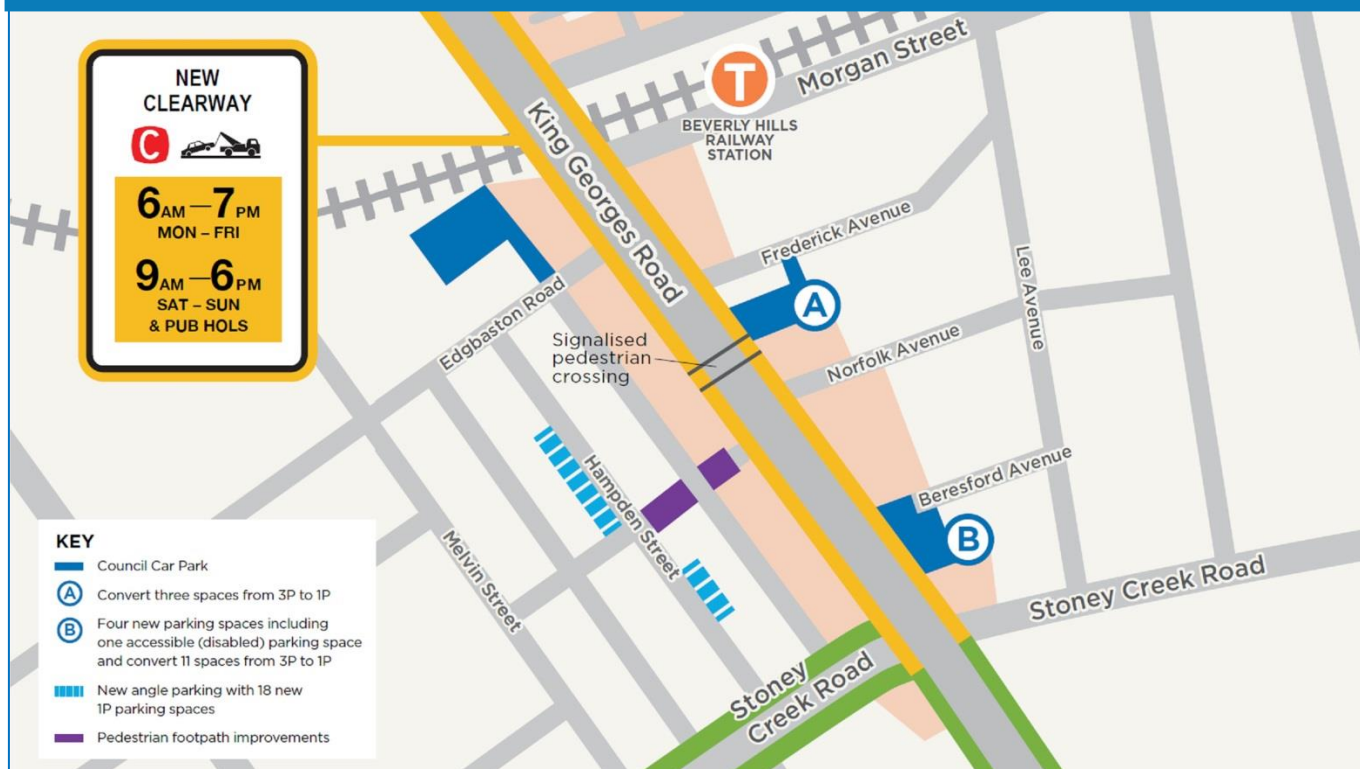 NEW
CLEARWAY
C
6AM—7PM
MON – FRI
9AM—6PM
SAT – SUN
& PUB HOLS
T
BEVERLY HILLS
RAILWAY
STATION
Morgan Street
King Georges Road
Frederick Avenue
A
Lee Avenue
Edgbaston Road
Signalised
pedestrian
crossing
Norfolk Avenue
Hampden Street
Beresford Avenue
B
Melvin Street
Stoney Creek Road
Stoney
Creek Road
KEY
Council Car Park
A Convert three spaces from 3P to 1P
B Four new parking spaces including
one accessible (disabled) parking space
and convert 11 spaces from 3P to 1P
New angle parking with 18 new
1P parking spaces
Pedestrian footpath improvements